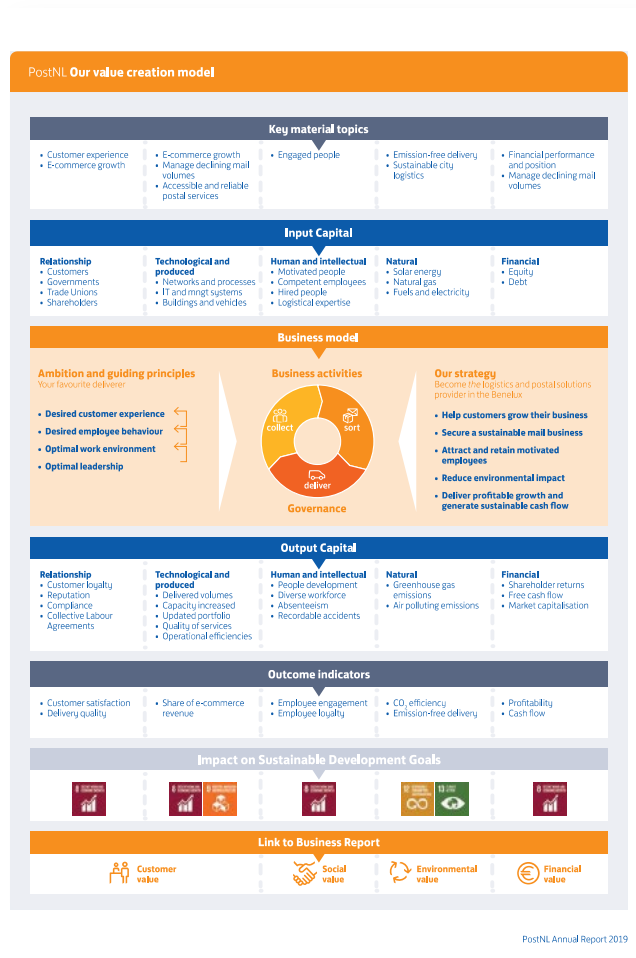 PostNL Our value creation model
Key material topics
• Customer experience
• E-commerce growth
• E-commerce growth
• Manage declining mail
volumes
• Accessible and reliable
postal services
• Engaged people
• Emission-free delivery
• Sustainable city
logistics
• Financial performance
and position
• Manage declining mail
volumes
Input Capital
Relationship
• Customers
• Governments
• Trade Unions
• Shareholders
Technological and
produced
• Networks and processes
• IT and mngt systems
• Buildings and vehicles
Human and intellectual
• Motivated people
• Competent employees
• Hired people
• Logistical expertise
Natural
• Solar energy
• Natural gas
• Fuels and electricity
Financial
• Equity
• Debt
Business model
Ambition and guiding principles
Your favourite deliverer
• Desired customer experience
• Desired employee behaviour
• Optimal work environment
• Optimal leadership
Business activities
collect
sort
deliver
Governance
Our strategy
Become the logistics and postal solutions
provider in the Benelux
• Help customers grow their business
• Secure a sustainable mail business
• Attract and retain motivated
employees
• Reduce environmental impact
• Deliver profitable growth and
generate sustainable cash flow
Output Capital
Relationship
• Customer loyalty
• Reputation
• Compliance
• Collective Labour
Agreements
Technological and
produced
• Delivered volumes
• Capacity increased
• Updated portfolio
• Quality of services
• Operational efficiencies
Human and intellectual
• People development
• Diverse workforce
• Absenteeism
• Recordable accidents
Natural
• Greenhouse gas
emissions
• Air polluting emissions
Financial
• Shareholder returns
• Free cash flow
• Market capitalisation
Outcome indicators
• Customer satisfaction
• Delivery quality
• Share of e-commerce
revenue
• Employee engagement
• Employee loyalty
• CO₂ efficiency
• Emission-free delivery
• Profitability
• Cash flow
Impact on Sustainable Development Goals
8
8
9
8
12
13
8
Link to Business Report
Customer
value
Social
value
Environmental
value
Financial
value
PostNL Annual Report 2019